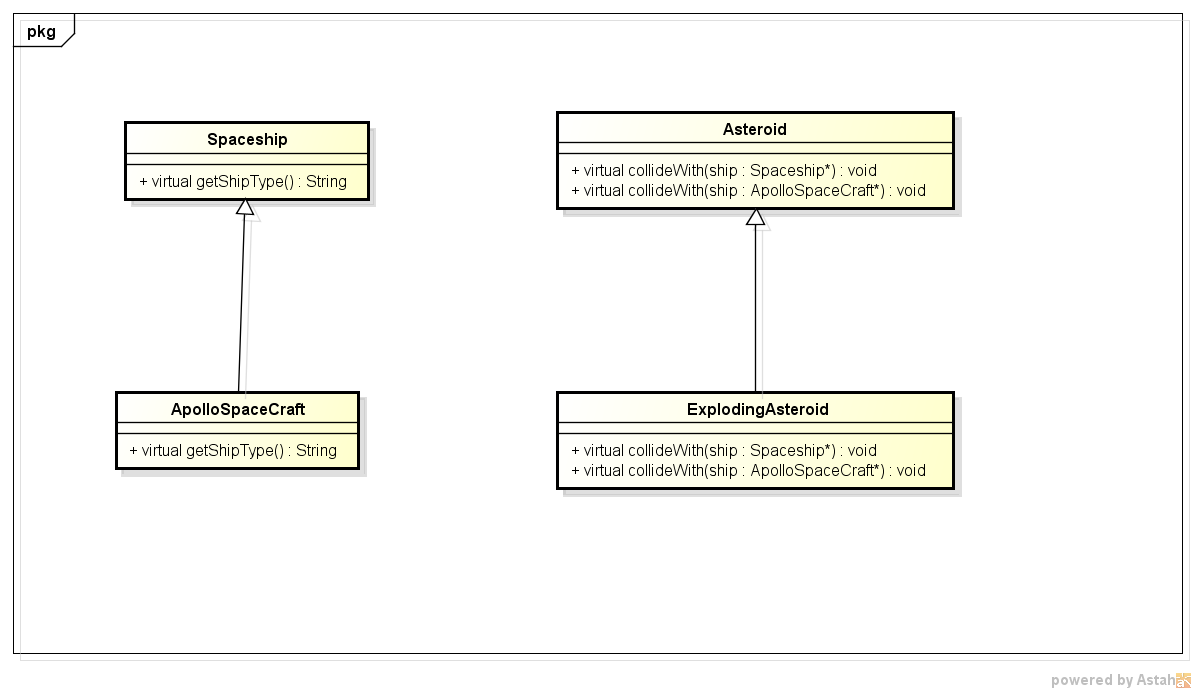 pkg
Spaceship
+ virtual getShipType() : String
Asteroid
+ virtual collideWith(ship : Spaceship*) : void
+ virtual collideWith(ship : ApolloSpaceCraft*) : void
ApolloSpaceCraft
+ virtual getShipType() : String
ExplodingAsteroid
+ virtual collideWith(ship : Spaceship*) : void
+ virtual collideWith(ship : ApolloSpaceCraft*) : void
powered by Astah